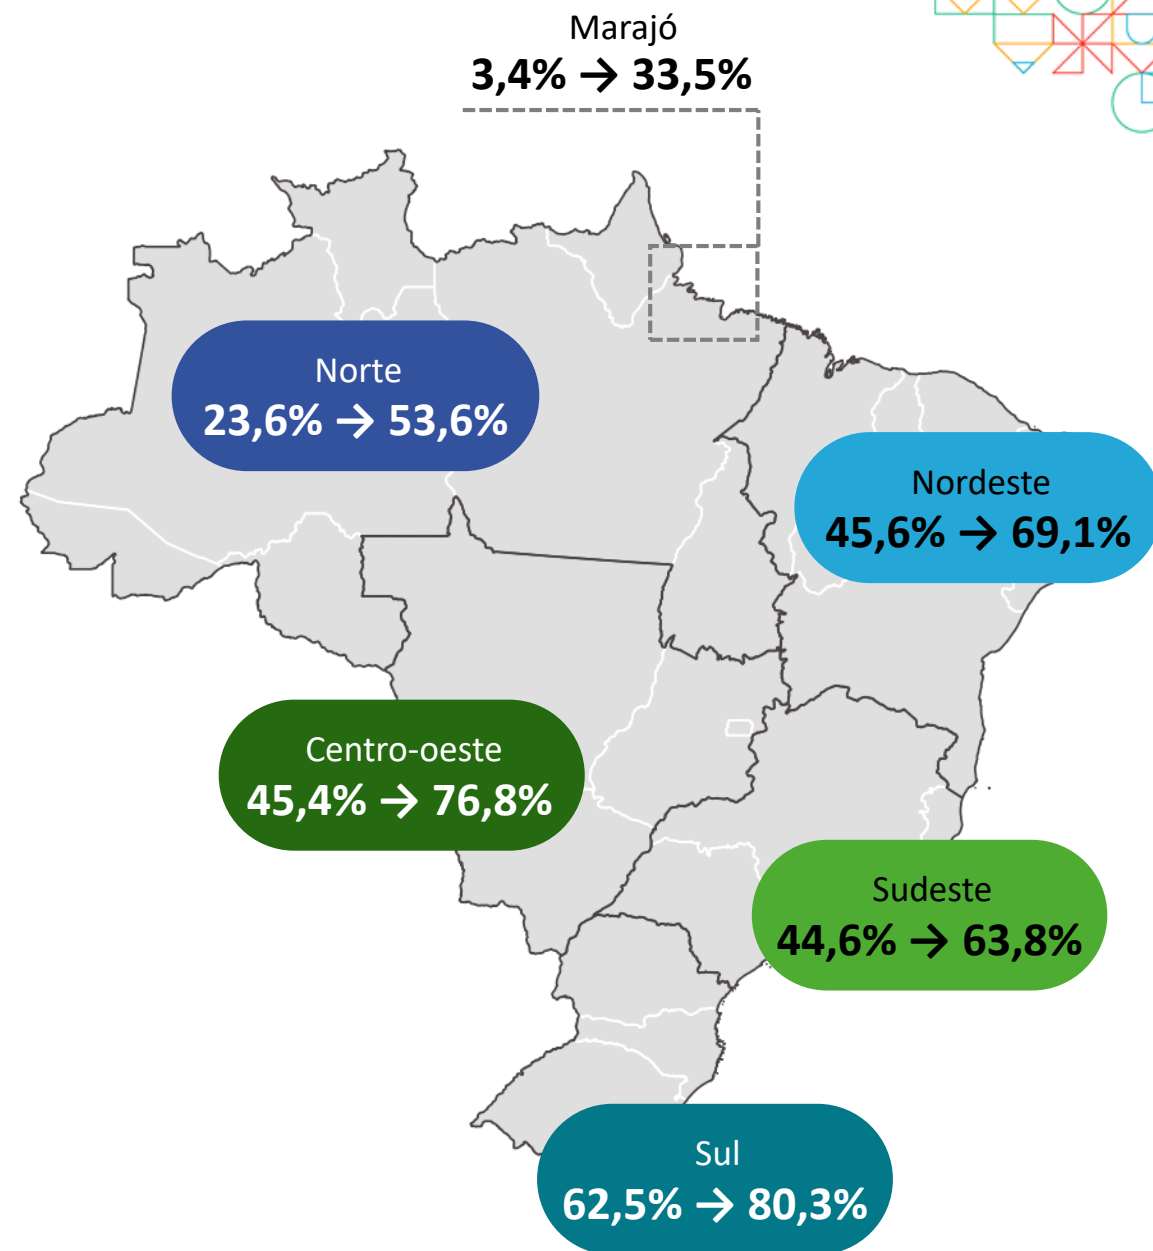 Marajó
3,4% → 33,5%
Norte
23,6% → 53,6%
Nordeste
45,6% → 69,1%
Centro-oeste
45,4% → 76,8%
Sudeste
44,6% → 63,8%
Sul
62,5% → 80,3%